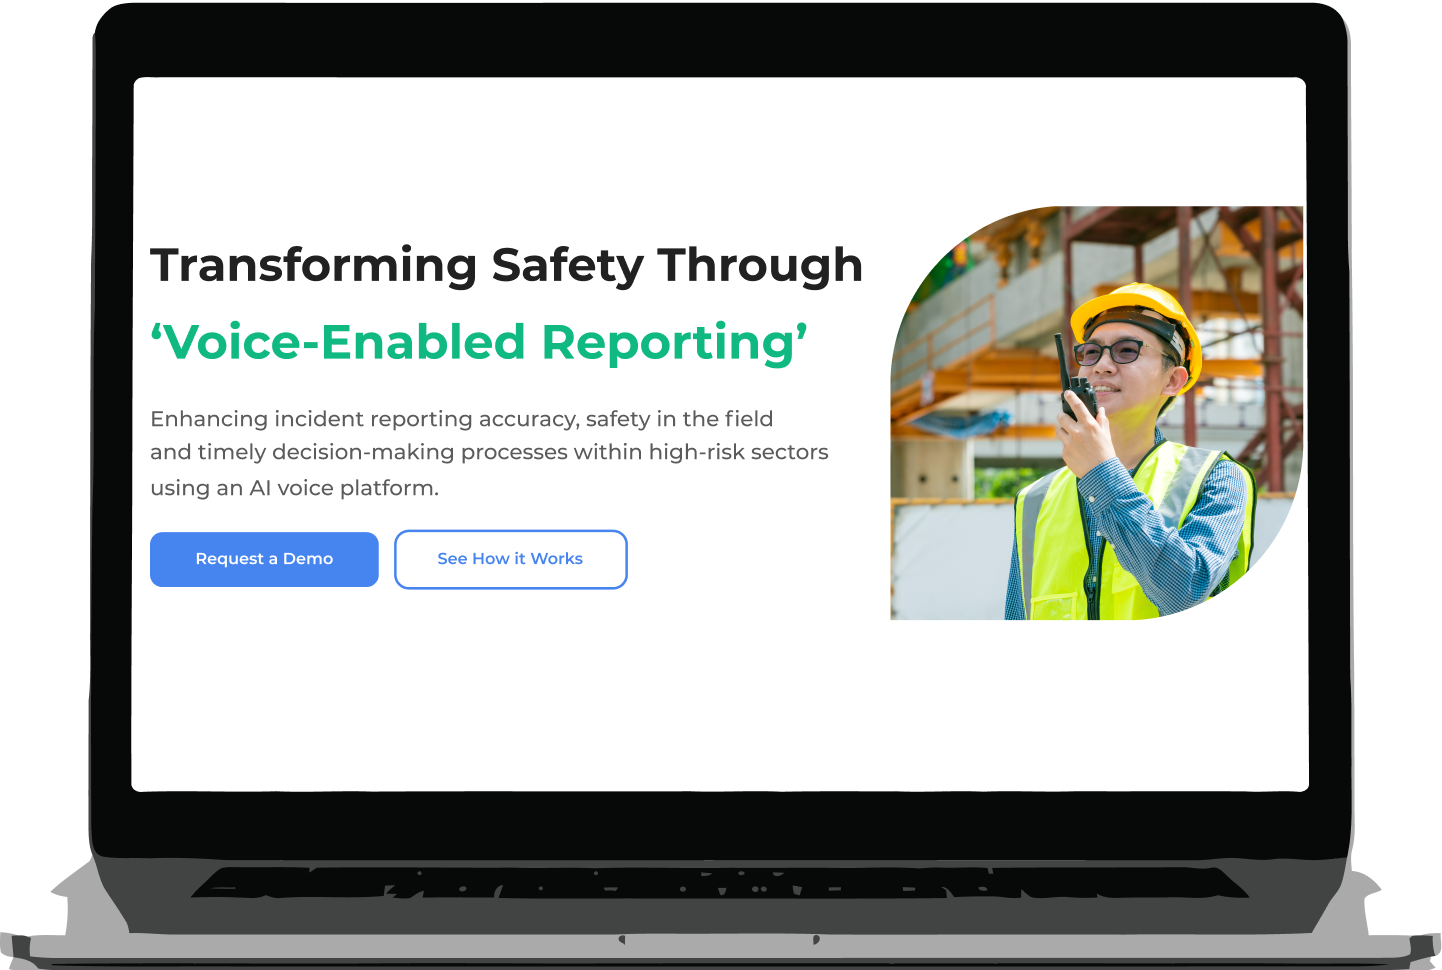 Transforming Safety Through
‘Voice-Enabled Reporting’
Enhancing incident reporting accuracy, safety in the field
and timely decision-making processes within high-risk sectors
using an AI voice platform.
Request a Demo
See How it Works